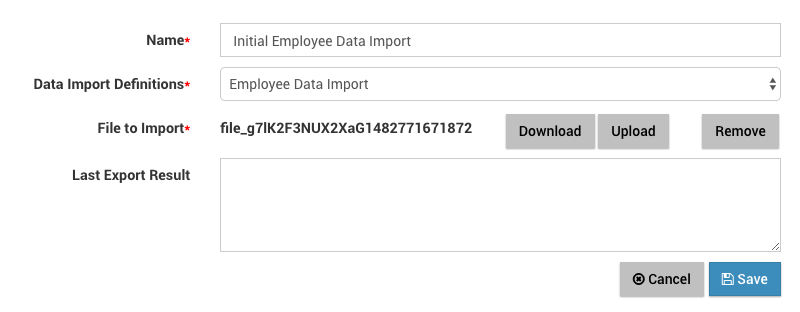 Name* Initial Employee Data Import
Data Import Definitions* Employee Data Import
File to Import* file_g7lK2F3NUX2XaG1482771671872 Download Upload Remove
Last Export Result
Cancel Save